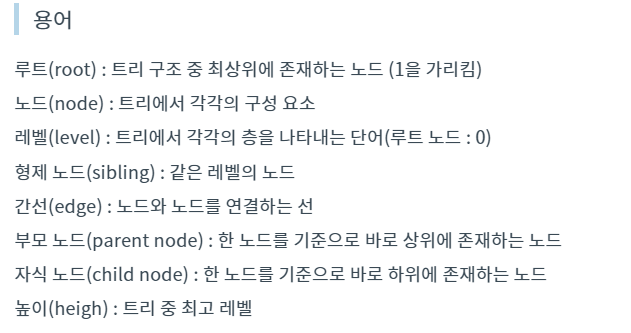 용어
루트(root) : 트리 구조 중 최상위에 존재하는 노드 (1을 가리킴)
노드(node) : 트리에서 각각의 구성 요소
레벨(level) : 트리에서 각각의 층을 나타내는 단어(루트 노드 : 0)
형제 노드(sibling) : 같은 레벨의 노드
간선(edge) : 노드와 노드를 연결하는 선
부모 노드(parent node) : 한 노드를 기준으로 바로 상위에 존재하는 노드
자식 노드(child node) : 한 노드를 기준으로 바로 하위에 존재하는 노드
높이(heigh) : 트리 중 최고 레벨